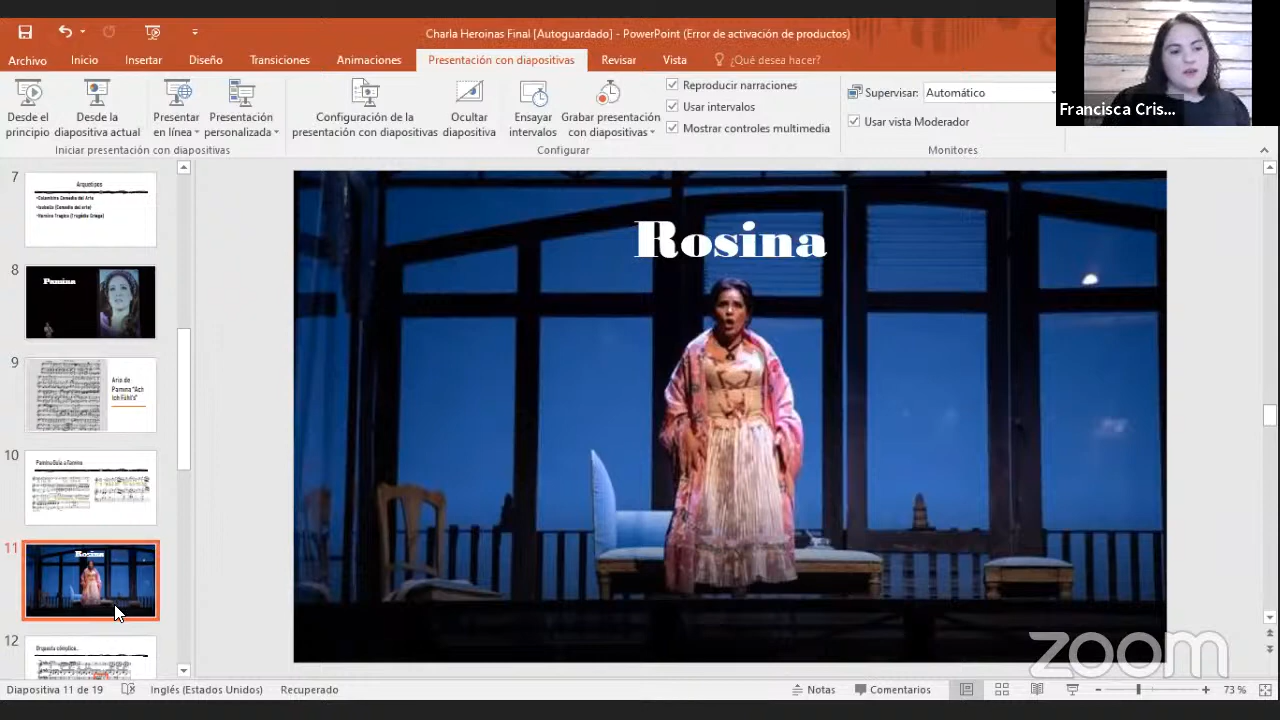 Charla Heroinas Final [Autoguardado] - PowerPoint (Error de activación de productos)
Archivo Inicio Insertar Diseño Transiciones Animaciones Presentación con diapositivas Revisar Vista ¿Qué desea hacer?
Francisca Cris...
Desde el principio
Desde la diapositiva actual
Presentar en línea
Presentación personalizada
Iniciar presentación con diapositivas
Configuración de la presentación con diapositivas
Ocultar diapositiva
Ensayar intervalos
Grabar presentación con diapositivas
Reproducir narraciones
Usar intervalos
Mostrar controles multimedia
Configurar
Supervisar: Automático
Usar vista Moderador
Monitores
7
Arquetipos
8
Pamina
9
Aria de
Pamina "Ach
Ich Fühl's"
10
11
Rosina
12
Rosina
zoom
Diapositiva 11 de 19 Inglés (Estados Unidos) Recuperado Notas Comentarios 73 %